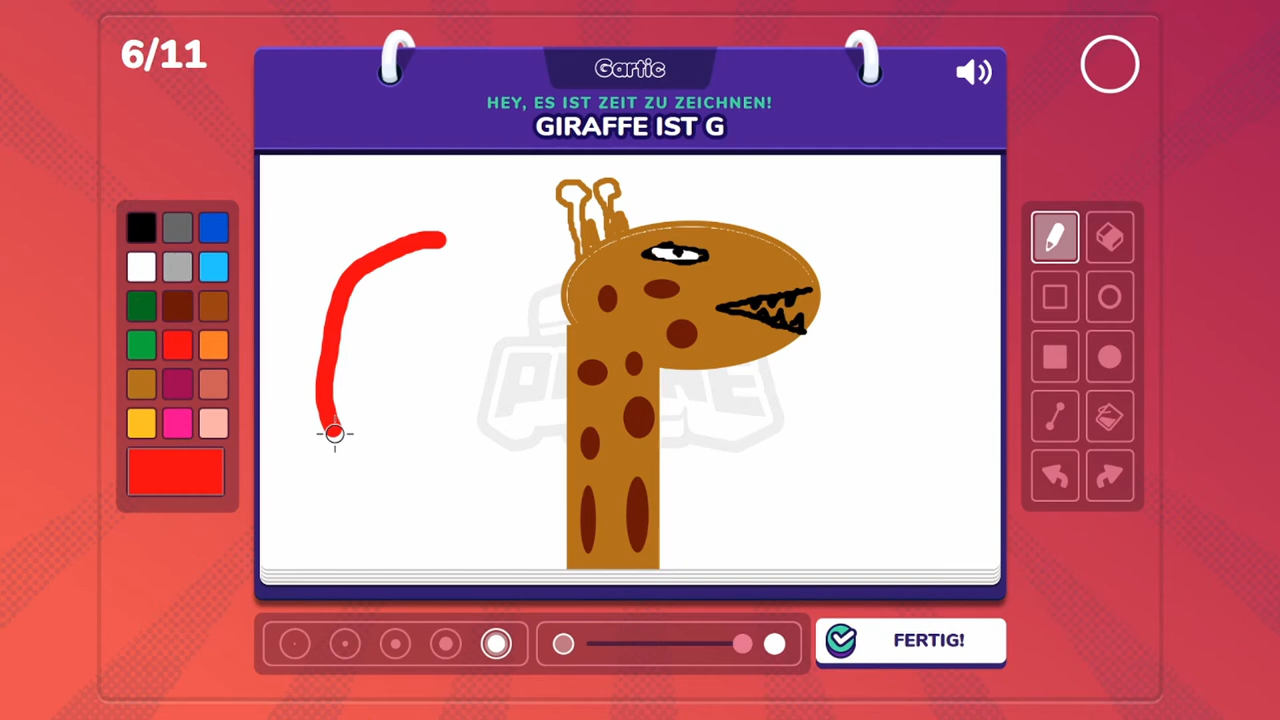 6/11
Gartic
HEY, ES IST ZEIT ZU ZEICHNEN!
GIRAFFE IST G
FERTIG!